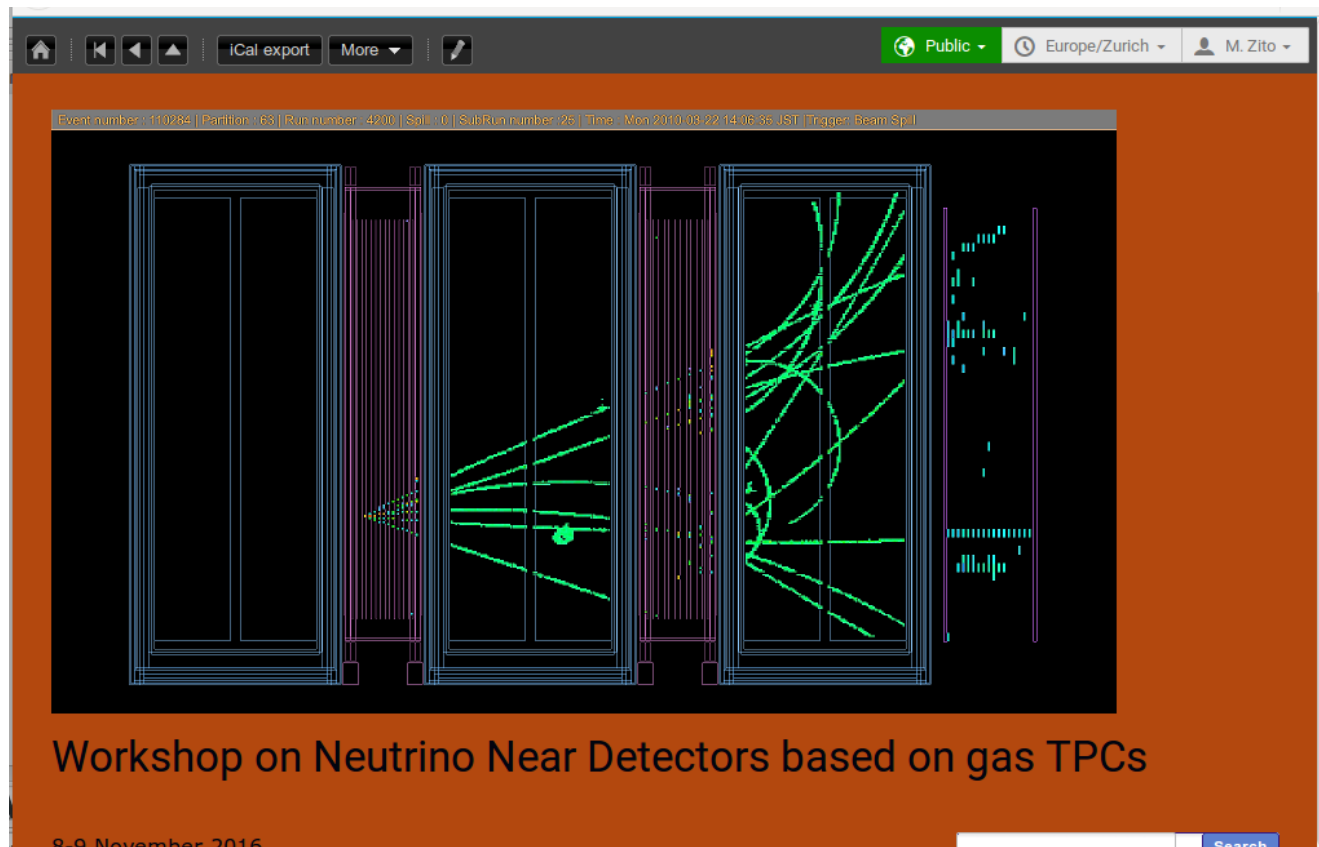 iCal export More Public Europe/Zurich M. Zito
Event number : 110284 | Partition : 63 | Run number : 4200 | Spill : 0 | SubRun number :25 | Time : Mon 2010-03-22 14:06:35 JST |Trigger: Beam Spill
Workshop on Neutrino Near Detectors based on gas TPCs
8-9 November 2016 Search